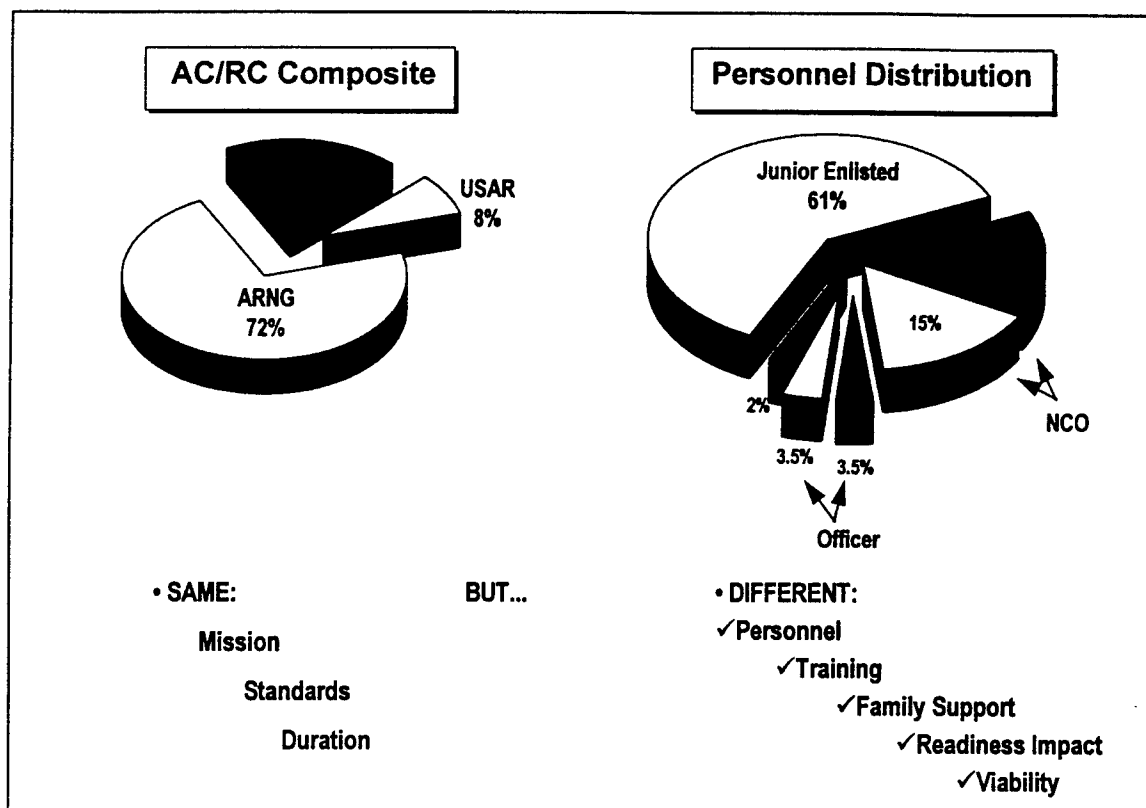 AC/RC Composite
Personnel Distribution
USAR
8%
ARNG
72%
Junior Enlisted
61%
15%
2%
3.5%
3.5%
NCO
Officer
• SAME:
BUT...
Mission
Standards
Duration
• DIFFERENT:
✓Personnel
✓Training
✓Family Support
✓Readiness Impact
✓Viability